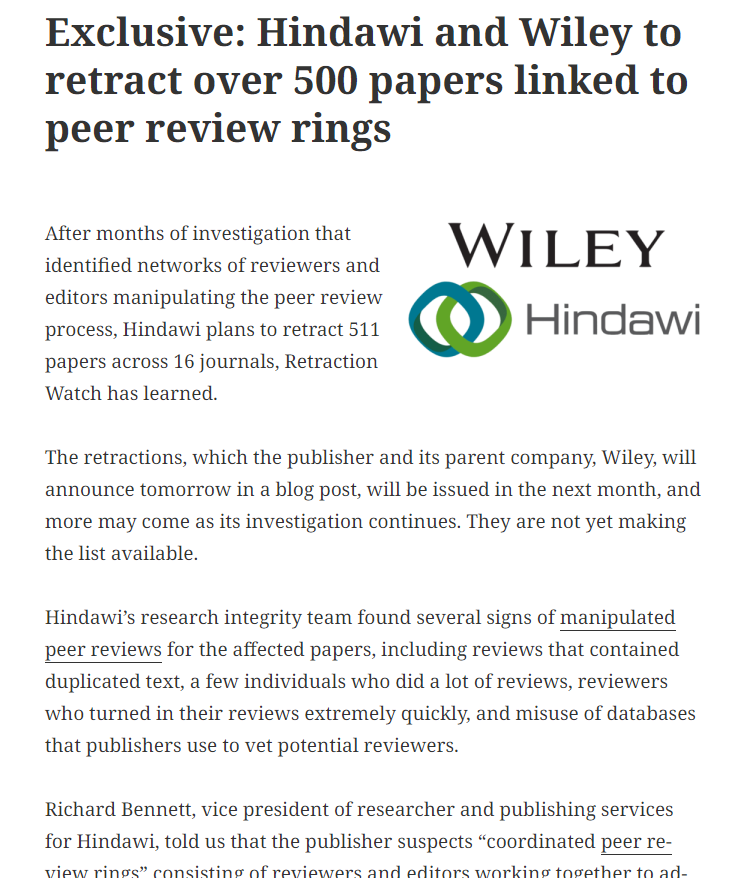 Exclusive: Hindawi and Wiley to
retract over 500 papers linked to
peer review rings
After months of investigation that
identified networks of reviewers and
editors manipulating the peer review
process, Hindawi plans to retract 511
papers across 16 journals, Retraction
Watch has learned.
WILEY
Hindawi
The retractions, which the publisher and its parent company, Wiley, will
announce tomorrow in a blog post, will be issued in the next month, and
more may come as its investigation continues. They are not yet making
the list available.
Hindawi’s research integrity team found several signs of manipulated
peer reviews for the affected papers, including reviews that contained
duplicated text, a few individuals who did a lot of reviews, reviewers
who turned in their reviews extremely quickly, and misuse of databases
that publishers use to vet potential reviewers.
Richard Bennett, vice president of researcher and publishing services
for Hindawi, told us that the publisher suspects “coordinated peer re-
view rings” consisting of reviewers and editors working together to ad-